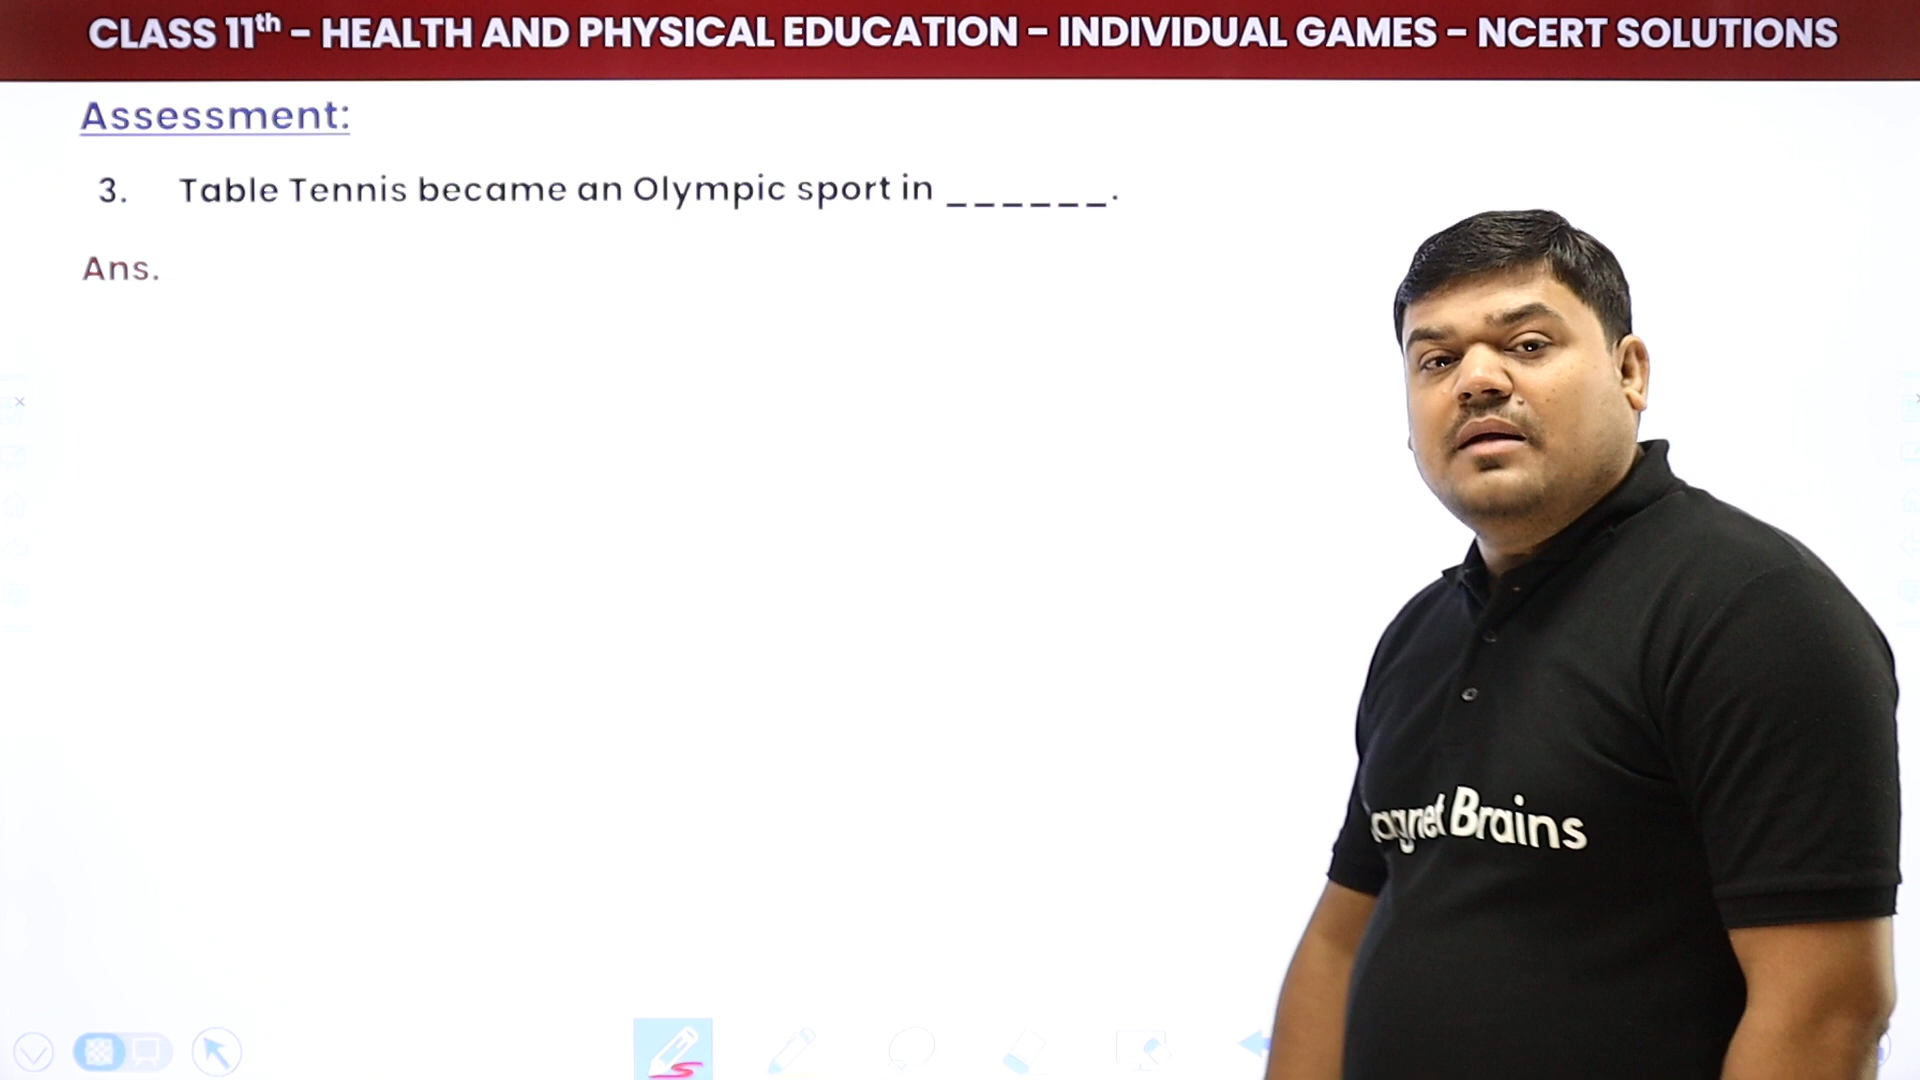 CLASS 11th – HEALTH AND PHYSICAL EDUCATION – INDIVIDUAL GAMES – NCERT SOLUTIONS
Assessment:
3. Table Tennis became an Olympic sport in ______.
Ans.
agnet Brains